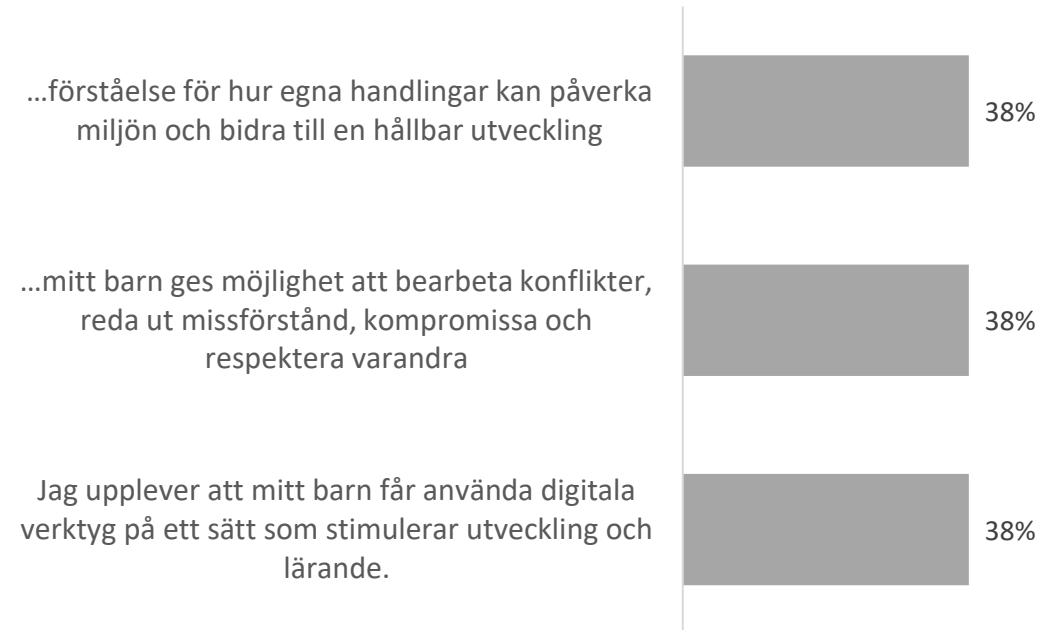 …förståelse för hur egna handlingar kan påverka
miljön och bidra till en hållbar utveckling
38%
…mitt barn ges möjlighet att bearbeta konflikter,
reda ut missförstånd, kompromissa och
respektera varandra
38%
Jag upplever att mitt barn får använda digitala
verktyg på ett sätt som stimulerar utveckling och
lärande.
38%